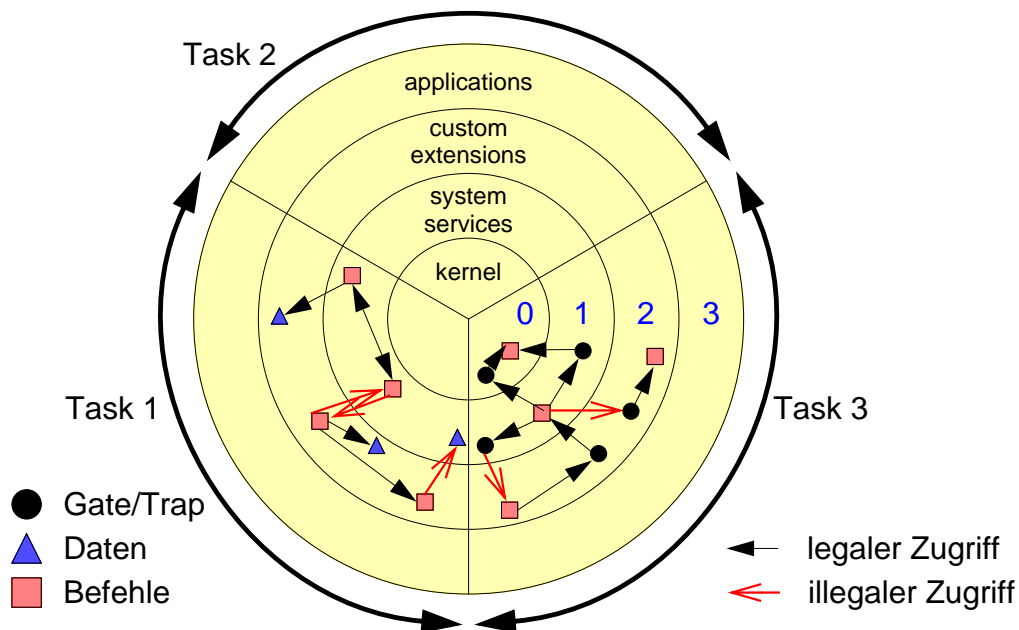 Task 2
applications
custom
extensions
system
services
kernel
0 1 2 3
Task 1
Task 3
Gate/Trap
Daten
Befehle
legaler Zugriff
illegaler Zugriff